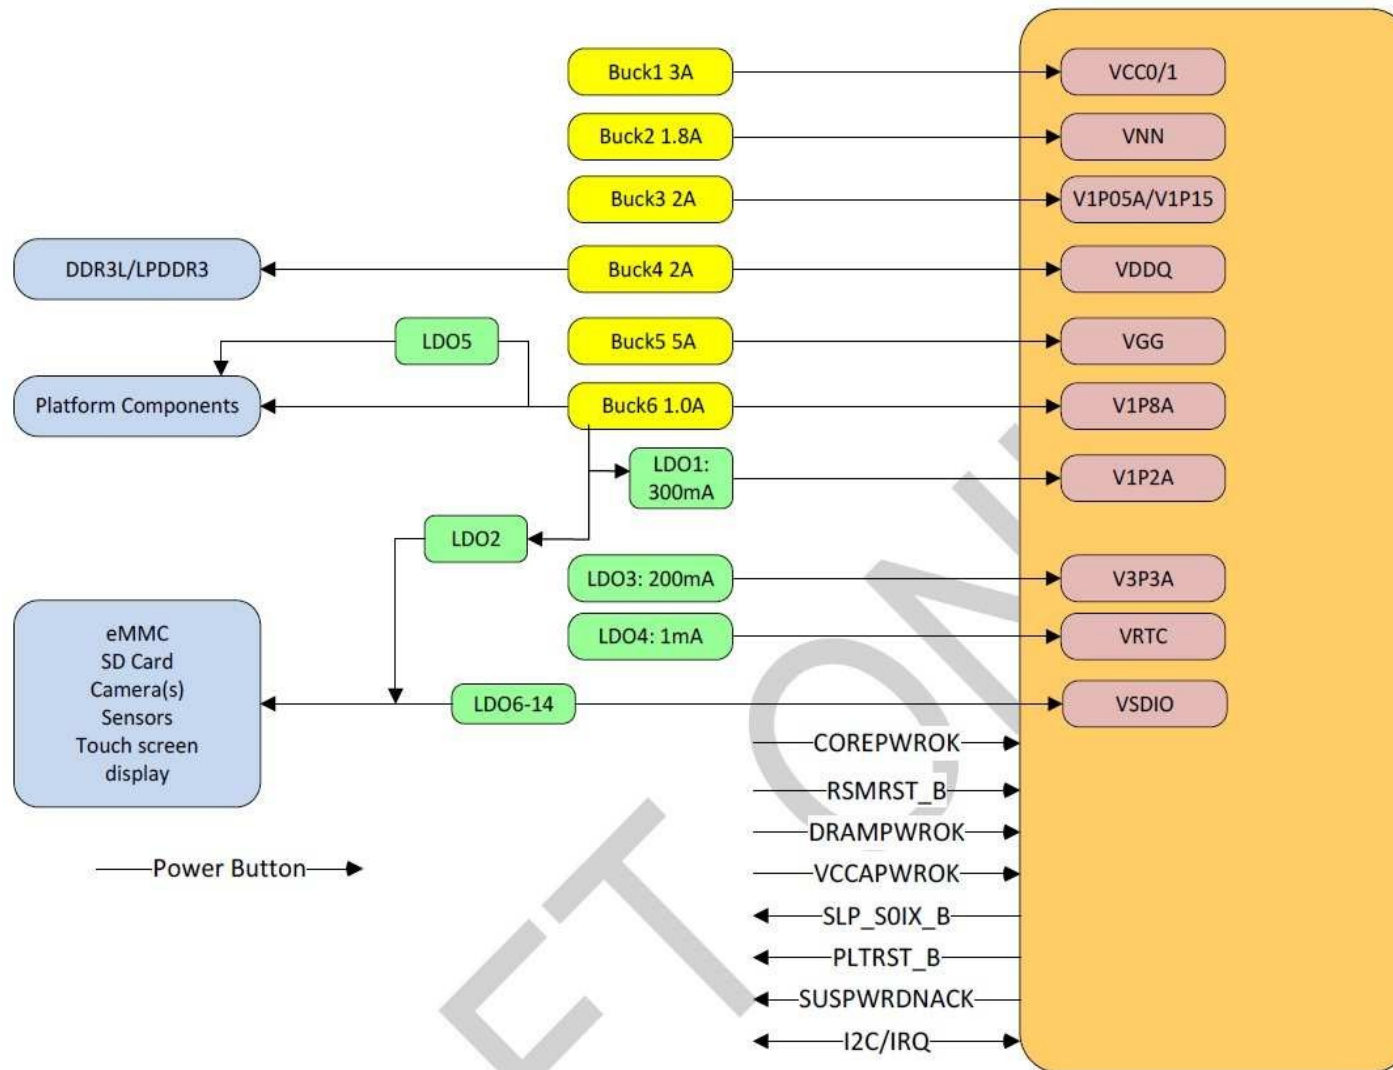 Buck1 3A
VCC0/1
Buck2 1.8A
VNN
Buck3 2A
V1P05A/V1P15
DDR3L/LPDDR3
Buck4 2A
VDDQ
LDO5
Buck5 5A
VGG
Platform Components
Buck6 1.0A
V1P8A
LDO1:
300mA
V1P2A
LDO2
LDO3: 200mA
V3P3A
LDO4: 1mA
VRTC
eMMC
SD Card
Camera(s)
Sensors
Touch screen
display
LDO6-14
VSDIO
COREPWROK
RSMRST_B
DRAMPWROK
Power Button
VCCAPWROK
SLP_S0IX_B
PLTRST_B
SUSPWRDNACK
I2C/IRQ